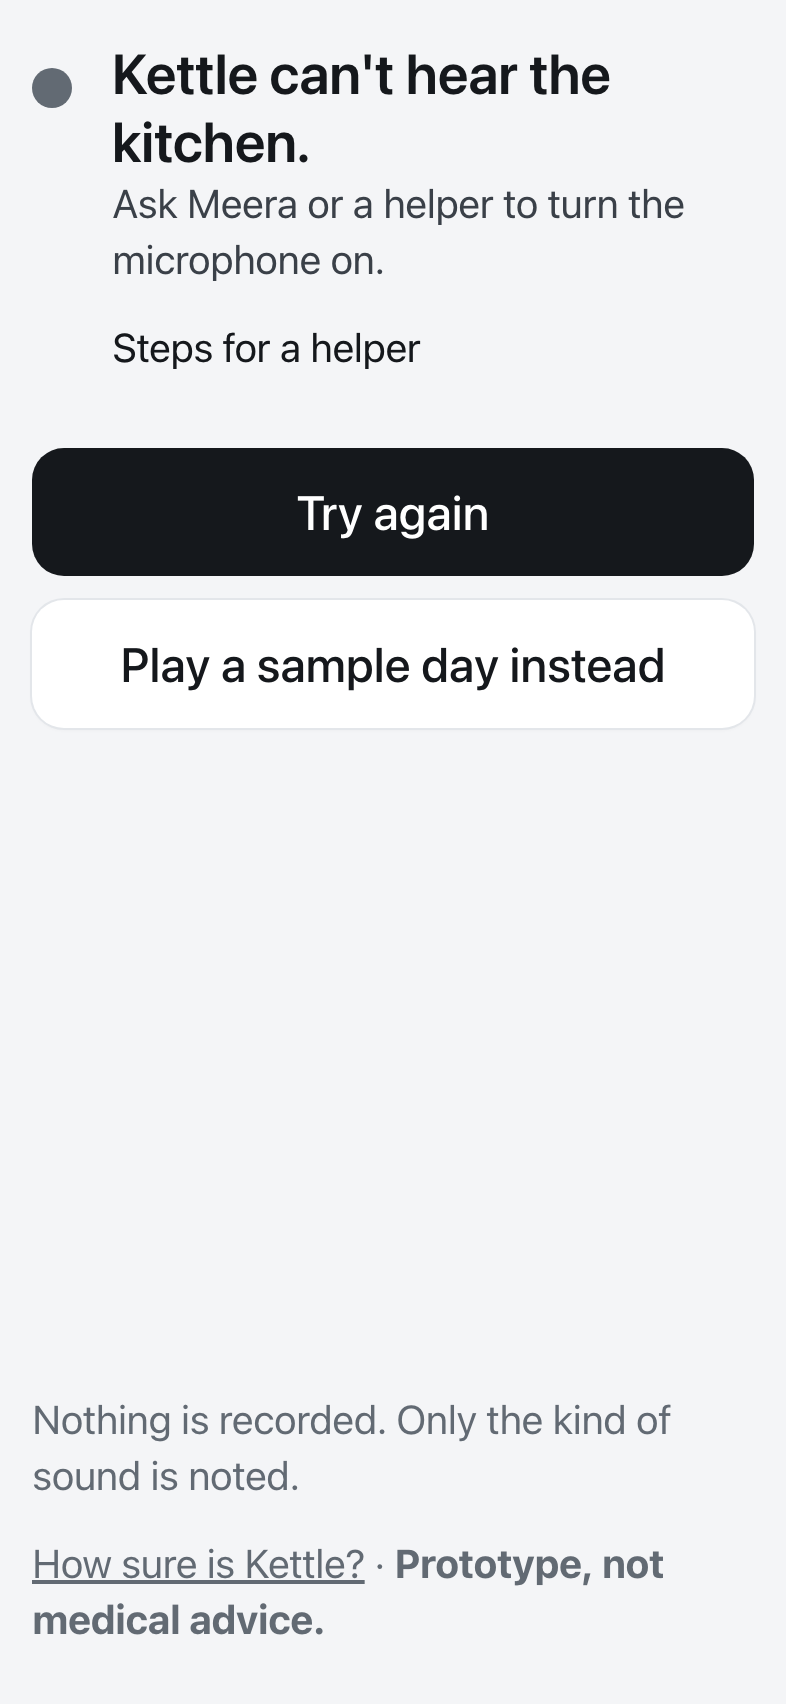 Kettle can't hear the
kitchen.
Ask Meera or a helper to turn the
microphone on.
Steps for a helper
Try again
Play a sample day instead
Nothing is recorded. Only the kind of
sound is noted.
How sure is Kettle? · Prototype, not
medical advice.